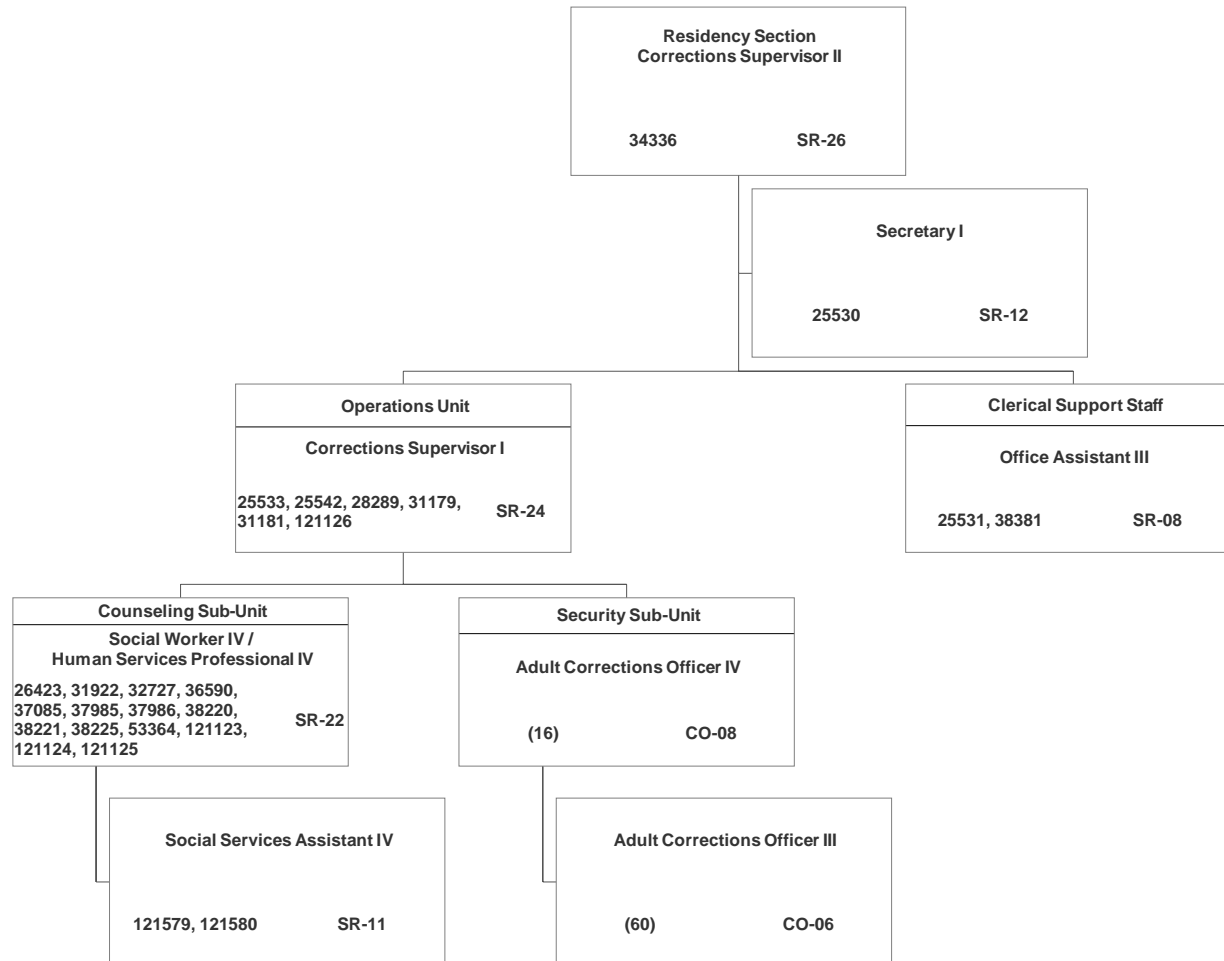 Residency Section
Corrections Supervisor II
34336 SR-26
Secretary I
25530 SR-12
Operations Unit
Corrections Supervisor I
25533, 25542, 28289, 31179,
31181, 121126
SR-24
Clerical Support Staff
Office Assistant III
25531, 38381 SR-08
Counseling Sub-Unit
Social Worker IV /
Human Services Professional IV
26423, 31922, 32727, 36590,
37085, 37985, 37986, 38220,
38221, 38225, 53364, 121123,
121124, 121125
SR-22
Security Sub-Unit
Adult Corrections Officer IV
(16) CO-08
Social Services Assistant IV
121579, 121580 SR-11
Adult Corrections Officer III
(60) CO-06